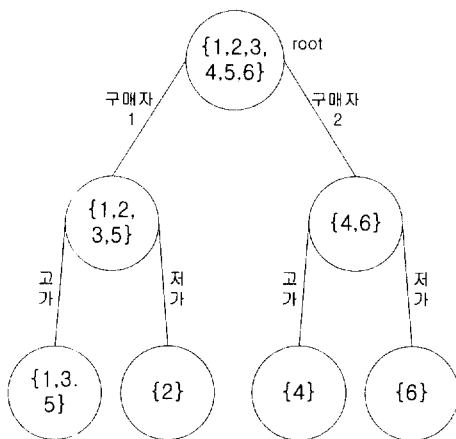 {1,2,3,
4,5,6}
root
구매자
1
구매자
2
{1,2,
3,5}
{4,6}
고
가
저
가
고
가
저
가
{1,3.
5}
{2}
{4}
{6}